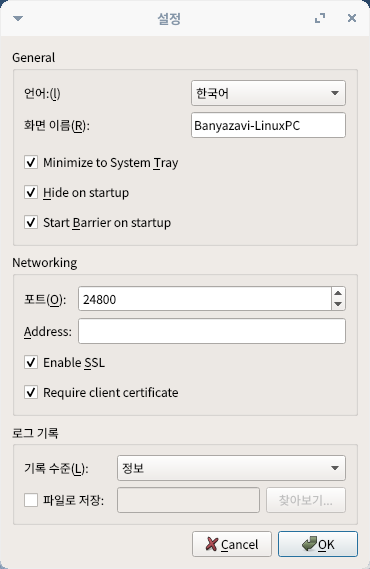 설정
General
언어:(l)
한국어
화면 이름(R):
Banyazavi-LinuxPC
Minimize to System Tray
Hide on startup
Start Barrier on startup
Networking
포트(O):
24800
Address:
Enable SSL
Require client certificate
로그 기록
기록 수준(L):
정보
파일로 저장:
찾아보기...
Cancel
OK